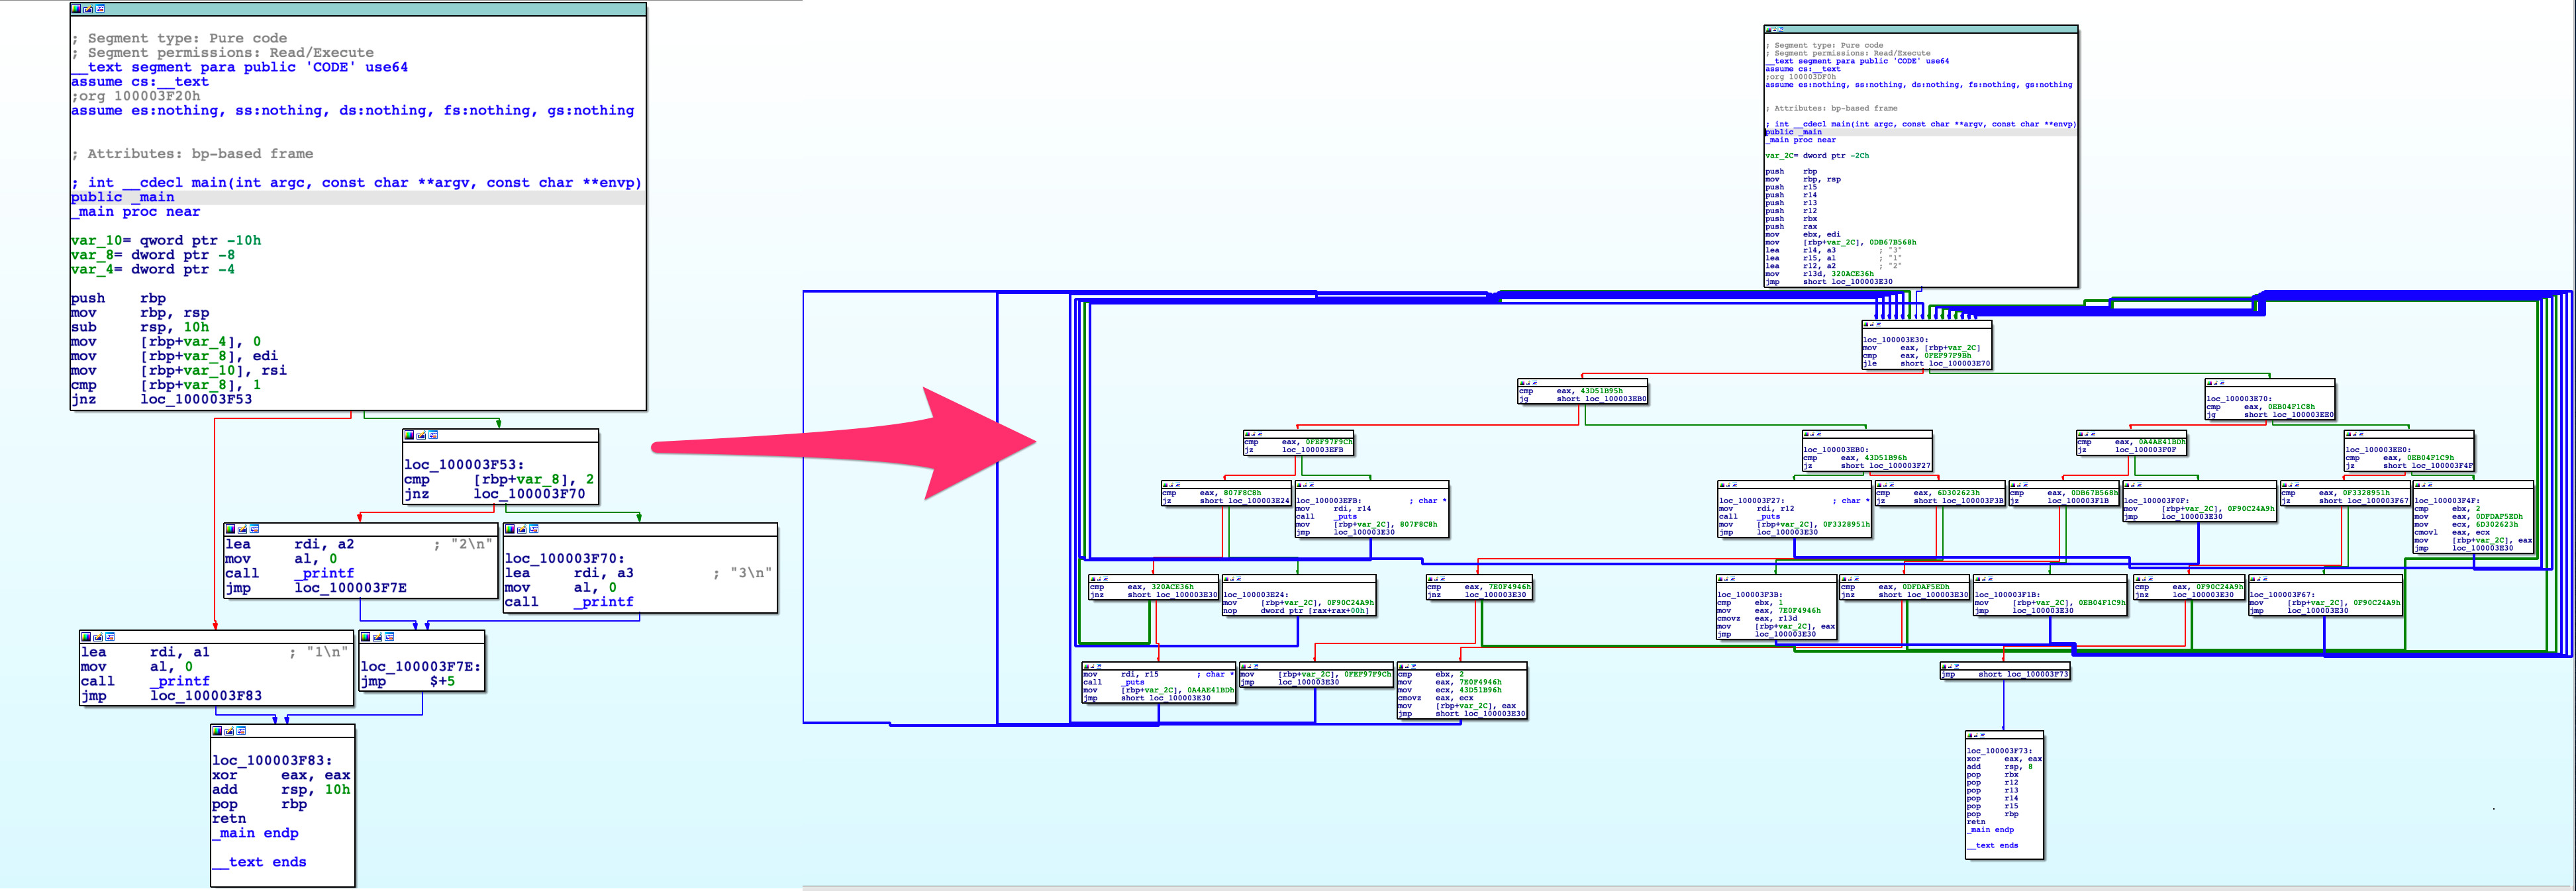 ; Segment type: Pure code
; Segment permissions: Read/Execute
__text segment para public 'CODE' use64
assume cs:__text
;org 100003F20h
assume es:nothing, ss:nothing, ds:nothing, fs:nothing, gs:nothing
; Attributes: bp-based frame
; int __cdecl main(int argc, const char **argv, const char **envp)
public _main
_main proc near
var_10= qword ptr -10h
var_8= dword ptr -8
var_4= dword ptr -4
push rbp
mov rbp, rsp
sub rsp, 10h
mov [rbp+var_4], 0
mov [rbp+var_8], edi
mov [rbp+var_10], rsi
cmp [rbp+var_8], 1
jnz loc_100003F53
loc_100003F53:
cmp [rbp+var_8], 2
jnz loc_100003F70
lea rdi, a2 ; "2\n"
mov al, 0
call _printf
jmp loc_100003F7E
loc_100003F70:
lea rdi, a3 ; "3\n"
mov al, 0
call _printf
lea rdi, a1 ; "1\n"
mov al, 0
call _printf
jmp loc_100003F83
loc_100003F7E:
jmp $+5
loc_100003F83:
xor eax, eax
add rsp, 10h
pop rbp
retn
_main endp
__text ends
; Segment type: Pure code
; Segment permissions: Read/Execute
__text segment para public 'CODE' use64
assume cs:__text
;org 100003DF0h
assume es:nothing, ss:nothing, ds:nothing, fs:nothing, gs:nothing
; Attributes: bp-based frame
; int __cdecl main(int argc, const char **argv, const char **envp)
public _main
_main proc near
var_2C= dword ptr -2Ch
push rbp
mov rbp, rsp
push r15
push r14
push r13
push r12
push rbx
push rax
mov ebx, edi
mov [rbp+var_2C], 0DB67B568h
lea r14, a3 ; "3"
lea r15, a1 ; "1"
lea r12, a2 ; "2"
mov r13d, 320ACE36h
jmp short loc_100003E30
loc_100003E30:
mov eax, [rbp+var_2C]
cmp eax, 0FEF97F9Bh
jle short loc_100003E70
cmp eax, 43D51B95h
jg short loc_100003EB0
loc_100003E70:
cmp eax, 0EB04F1C8h
jg short loc_100003EE0
cmp eax, 0FEF97F9Ch
jz loc_100003EFB
loc_100003EB0:
cmp eax, 43D51B96h
jz short loc_100003F27
cmp eax, 0A4AE41BDh
jz loc_100003F0F
loc_100003EE0:
cmp eax, 0EB04F1C9h
jz short loc_100003F4F
cmp eax, 807F8C8h
jz short loc_100003E24
loc_100003EFB: ; char *
mov rdi, r14
call _puts
mov [rbp+var_2C], 807F8C8h
jmp loc_100003E30
loc_100003F27: ; char *
mov rdi, r12
call _puts
mov [rbp+var_2C], 0F3328951h
jmp loc_100003E30
cmp eax, 6D302623h
jz short loc_100003F3B
cmp eax, 0DB67B568h
jz short loc_100003F1B
loc_100003F0F:
mov [rbp+var_2C], 0F90C24A9h
jmp loc_100003E30
cmp eax, 0F3328951h
jz short loc_100003F67
loc_100003F4F:
cmp ebx, 2
mov eax, 0DFDAF5EDh
mov ecx, 6D302623h
cmovl eax, ecx
mov [rbp+var_2C], eax
jmp loc_100003E30
cmp eax, 320ACE36h
jnz short loc_100003E30
loc_100003E24:
mov [rbp+var_2C], 0F90C24A9h
nop dword ptr [rax+rax+00h]
cmp eax, 7E0F4946h
jnz loc_100003E30
loc_100003F3B:
cmp ebx, 1
mov eax, 7E0F4946h
cmovz eax, r13d
mov [rbp+var_2C], eax
jmp loc_100003E30
cmp eax, 0DFDAF5EDh
jnz short loc_100003E30
loc_100003F1B:
mov [rbp+var_2C], 0EB04F1C9h
jmp loc_100003E30
cmp eax, 0F90C24A9h
jnz loc_100003E30
loc_100003F67:
mov [rbp+var_2C], 0F90C24A9h
jmp loc_100003E30
mov rdi, r15 ; char *
call _puts
mov [rbp+var_2C], 0A4AE41BDh
jmp short loc_100003E30
mov [rbp+var_2C], 0FEF97F9Ch
jmp loc_100003E30
cmp ebx, 2
mov eax, 7E0F4946h
mov ecx, 43D51B96h
cmovz eax, ecx
mov [rbp+var_2C], eax
jmp short loc_100003E30
jmp short loc_100003F73
loc_100003F73:
xor eax, eax
add rsp, 8
pop rbx
pop r12
pop r13
pop r14
pop r15
pop rbp
retn
_main endp
__text ends